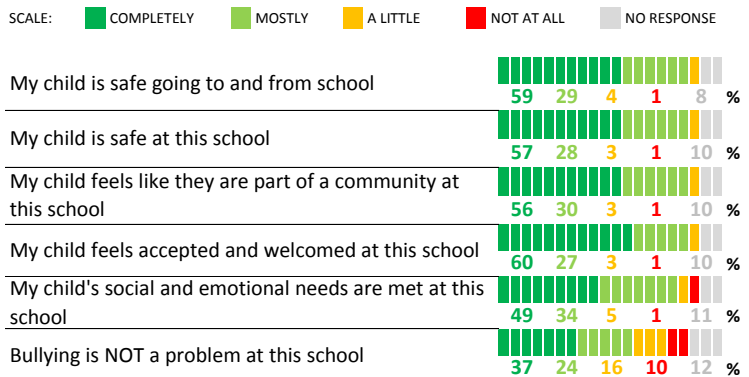 SCALE: COMPLETELY MOSTLY A LITTLE NOT AT ALL NO RESPONSE
My child is safe going to and from school
59 29 4 1 8 %
My child is safe at this school
57 28 3 1 10 %
My child feels like they are part of a community at
this school
56 30 3 1 10 %
My child feels accepted and welcomed at this school
60 27 3 1 10 %
My child's social and emotional needs are met at this
school
49 34 5 1 11 %
Bullying is NOT a problem at this school
37 24 16 10 12 %